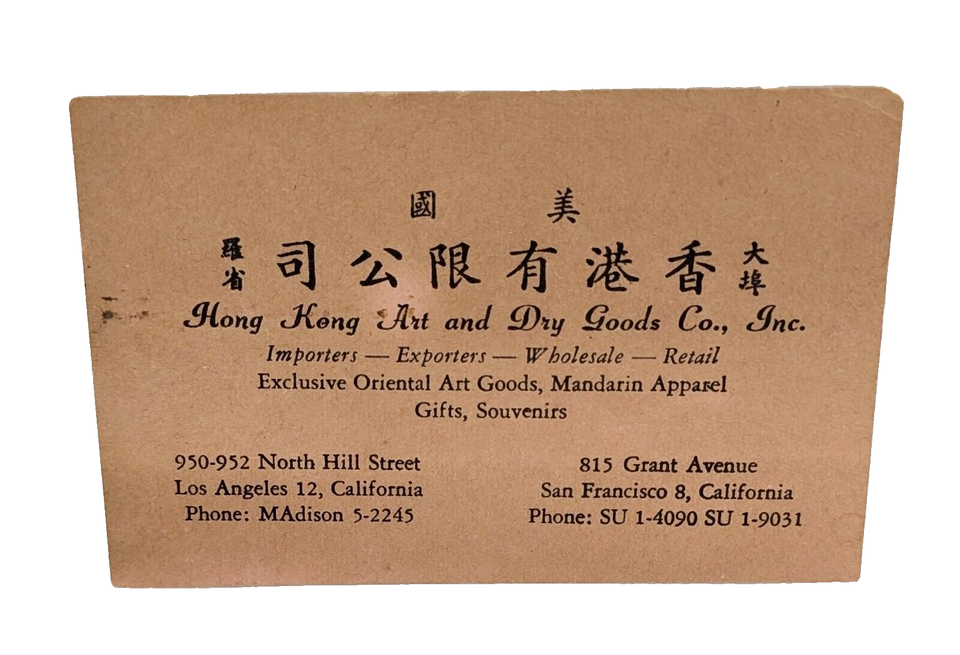 美國
大埠 香港有限公司 羅省
Hong Kong Art and Dry Goods Co., Inc.
Importers — Exporters — Wholesale — Retail
Exclusive Oriental Art Goods, Mandarin Apparel
Gifts, Souvenirs
950-952 North Hill Street
Los Angeles 12, California
Phone: MAdison 5-2245
815 Grant Avenue
San Francisco 8, California
Phone: SU 1-4090 SU 1-9031